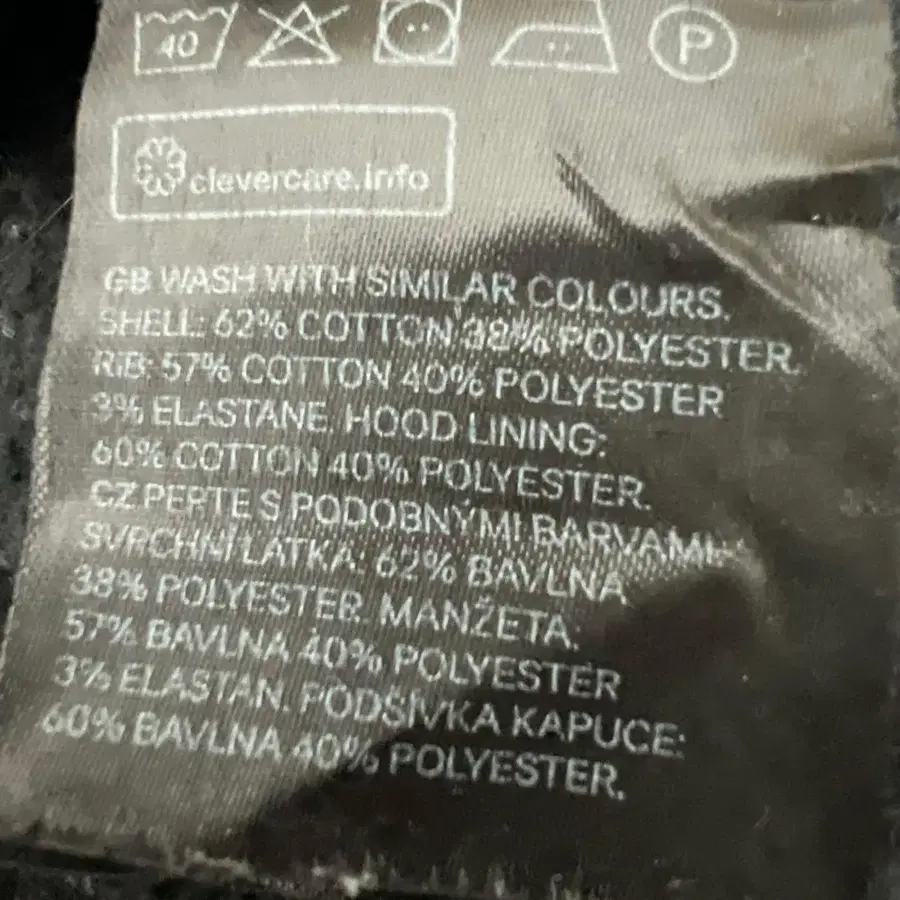 40
P
clevercare.info
GB WASH WITH SIMILAR COLOURS.
SHELL: 62% COTTON 38% POLYESTER.
RIB: 57% COTTON 40% POLYESTER
3% ELASTANE. HOOD LINING:
60% COTTON 40% POLYESTER.
CZ PERTE S PODOBNÝMI BARVAMI.
SVRCHNÍ LÁTKA: 62% BAVLNA
38% POLYESTER. MANŽETA:
57% BAVLNA 40% POLYESTER
3% ELASTAN. PODŠÍVKA KAPUCE:
60% BAVLNA 40% POLYESTER.